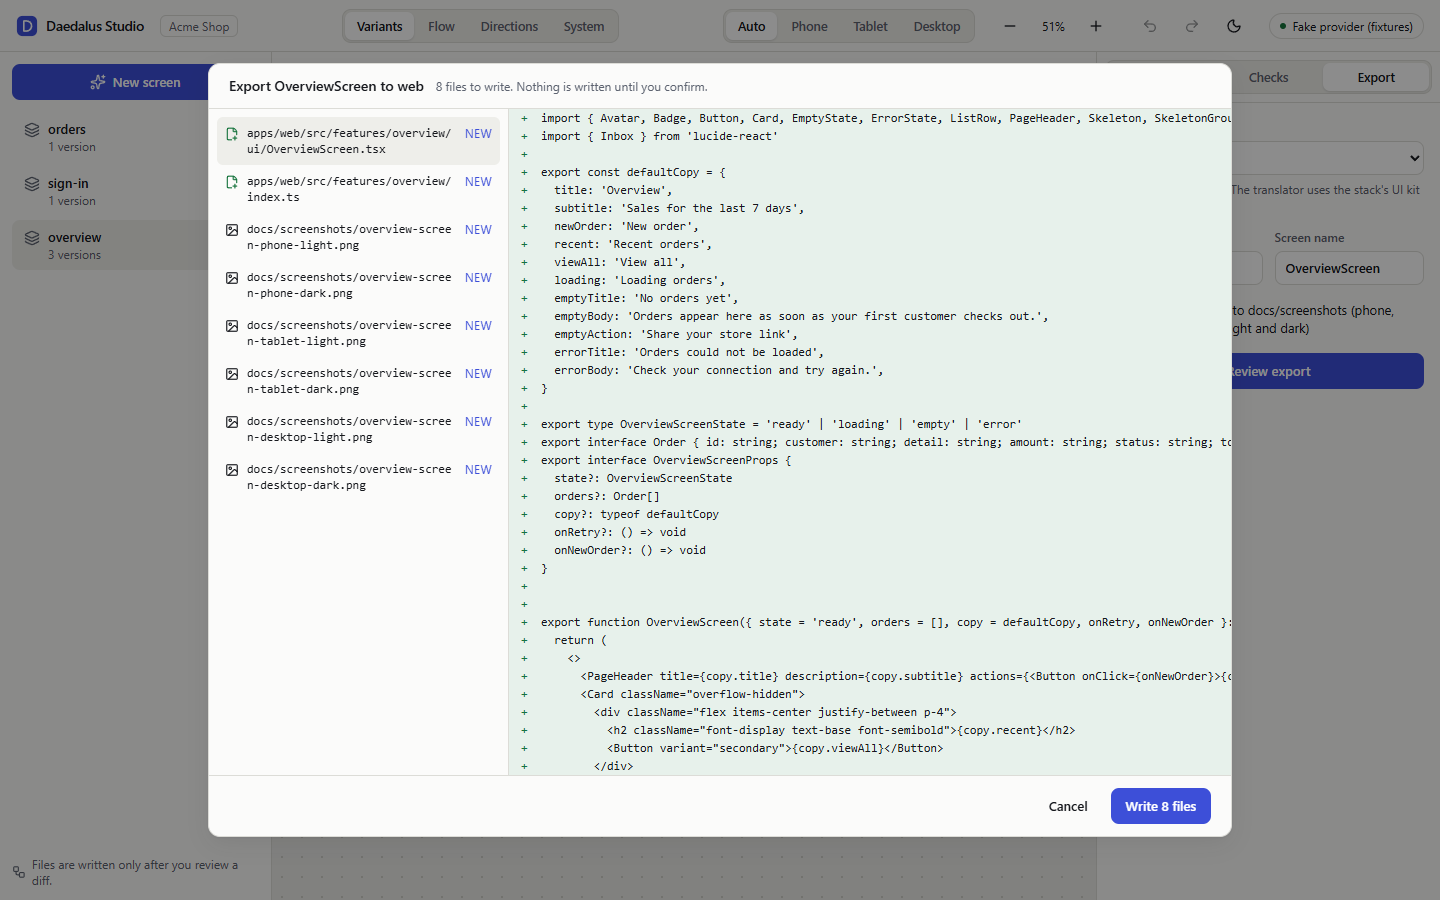 D Daedalus Studio Acme Shop Variants Flow Directions System Auto Phone Tablet Desktop 51% Fake provider (fixtures)
New screen
orders
1 version
sign-in
1 version
overview
3 versions
Files are written only after you review a
diff.
Export OverviewScreen to web 8 files to write. Nothing is written until you confirm.
apps/web/src/features/overview/
ui/OverviewScreen.tsx
NEW
apps/web/src/features/overview/
index.ts
NEW
docs/screenshots/overview-scree
n-phone-light.png
NEW
docs/screenshots/overview-scree
n-phone-dark.png
NEW
docs/screenshots/overview-scree
n-tablet-light.png
NEW
docs/screenshots/overview-scree
n-tablet-dark.png
NEW
docs/screenshots/overview-scree
n-desktop-light.png
NEW
docs/screenshots/overview-scree
n-desktop-dark.png
NEW
+ import { Avatar, Badge, Button, Card, EmptyState, ErrorState, ListRow, PageHeader, Skeleton, SkeletonGrou
+ import { Inbox } from 'lucide-react'
+
+ export const defaultCopy = {
+   title: 'Overview',
+   subtitle: 'Sales for the last 7 days',
+   newOrder: 'New order',
+   recent: 'Recent orders',
+   viewAll: 'View all',
+   loading: 'Loading orders',
+   emptyTitle: 'No orders yet',
+   emptyBody: 'Orders appear here as soon as your first customer checks out.',
+   emptyAction: 'Share your store link',
+   errorTitle: 'Orders could not be loaded',
+   errorBody: 'Check your connection and try again.',
+ }
+
+ export type OverviewScreenState = 'ready' | 'loading' | 'empty' | 'error'
+ export interface Order { id: string; customer: string; detail: string; amount: string; status: string; to
+ export interface OverviewScreenProps {
+   state?: OverviewScreenState
+   orders?: Order[]
+   copy?: typeof defaultCopy
+   onRetry?: () => void
+   onNewOrder?: () => void
+ }
+
+
+ export function OverviewScreen({ state = 'ready', orders = [], copy = defaultCopy, onRetry, onNewOrder }:
+   return (
+     <>
+       <PageHeader title={copy.title} description={copy.subtitle} actions={<Button onClick={onNewOrder}>{c
+       <Card className="overflow-hidden">
+         <div className="flex items-center justify-between p-4">
+           <h2 className="font-display text-base font-semibold">{copy.recent}</h2>
+           <Button variant="secondary">{copy.viewAll}</Button>
+         </div>
Cancel
Write 8 files
Checks
Export
The translator uses the stack's UI kit
Screen name
OverviewScreen
to docs/screenshots (phone,
ght and dark)
Review export